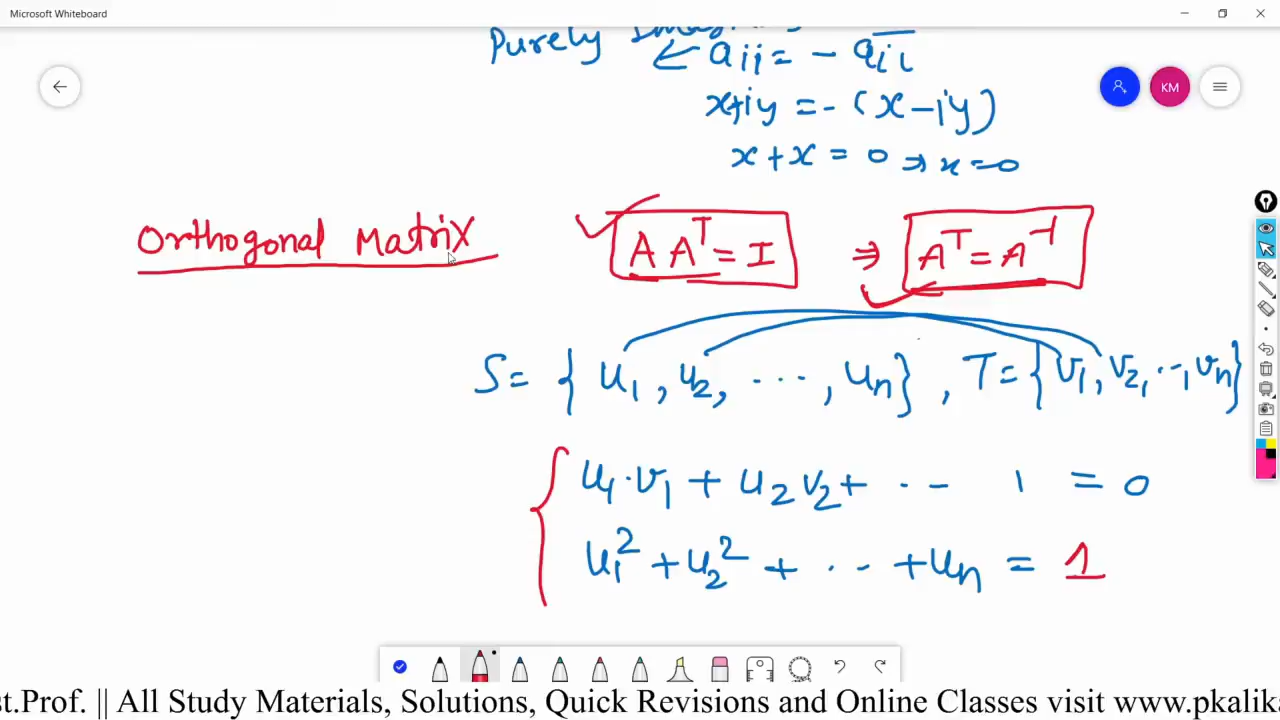 Microsoft Whiteboard
Purely
aii = - aii
x+iy = - (x-iy)
x+x = 0 ⇒ x=0
KM
Orthogonal Matrix
A Aᵀ = I ⇒ Aᵀ = A⁻¹
S = { u₁, u₂, ..., uₙ }, T = { v₁, v₂, .., vₙ }
u₁·v₁ + u₂v₂ + ... = 0
u₁² + u₂² + ... + uₙ = 1
st.Prof. || All Study Materials, Solutions, Quick Revisions and Online Classes visit www.pkalika